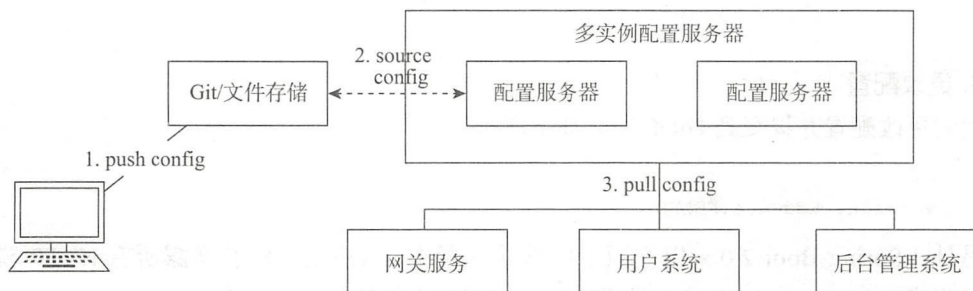 多实例配置服务器
2. source
config
Git/文件存储
配置服务器
配置服务器
1. push config
3. pull config
网关服务
用户系统
后台管理系统